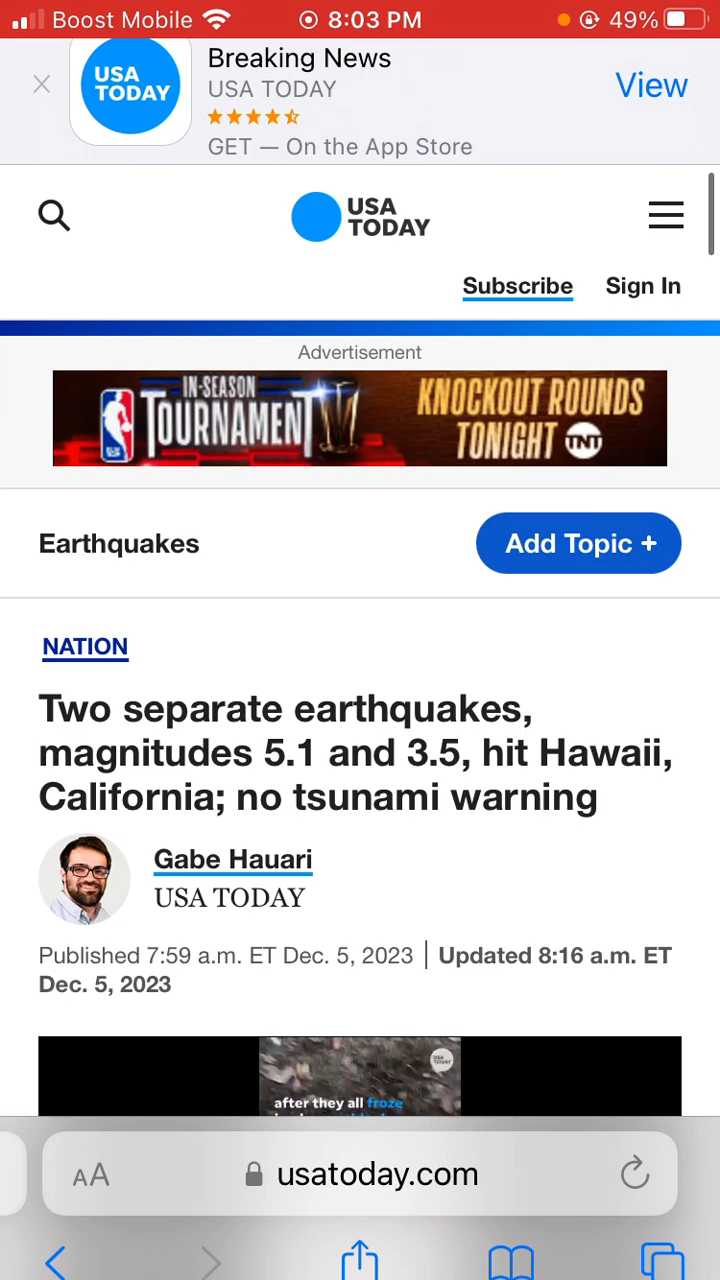 Boost Mobile 8:03 PM 49%
Breaking News
USA TODAY
USA TODAY
GET — On the App Store
View
USA
TODAY
Subscribe Sign In
Advertisement
IN-SEASON
TOURNAMENT
KNOCKOUT ROUNDS
TONIGHT TNT
Earthquakes Add Topic +
NATION
Two separate earthquakes,
magnitudes 5.1 and 3.5, hit Hawaii,
California; no tsunami warning
Gabe Hauari
USA TODAY
Published 7:59 a.m. ET Dec. 5, 2023 | Updated 8:16 a.m. ET
Dec. 5, 2023
after they all froze
AA usatoday.com